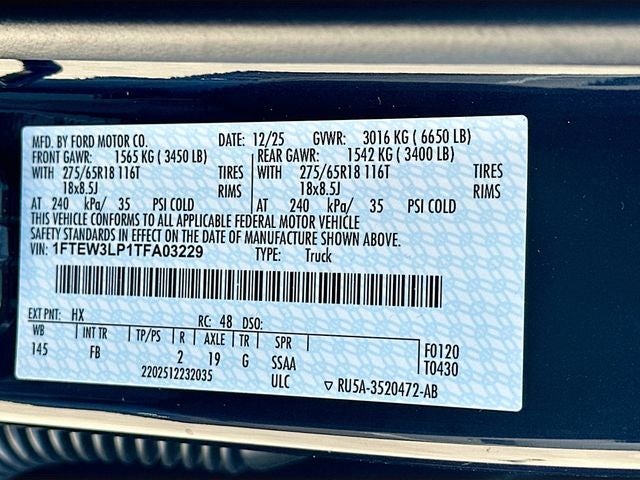 MFD. BY FORD MOTOR CO. DATE: 12/25 GVWR: 3016 KG ( 6650 LB)
FRONT GAWR: 1565 KG ( 3450 LB) REAR GAWR: 1542 KG ( 3400 LB)
WITH 275/65R18 116T TIRES WITH 275/65R18 116T TIRES
18x8.5J RIMS 18x8.5J RIMS
AT 240 kPa/ 35 PSI COLD AT 240 kPa/ 35 PSI COLD
THIS VEHICLE CONFORMS TO ALL APPLICABLE FEDERAL MOTOR VEHICLE
SAFETY STANDARDS IN EFFECT ON THE DATE OF MANUFACTURE SHOWN ABOVE.
VIN: 1FTEW3LP1TFA03229 TYPE: Truck
EXT PNT: HX RC: 48 DSO:
WB INT TR TP/PS R AXLE TR SPR F0120
145 FB 2 19 G SSAA T0430
2202512232035 ULC ▽ RU5A-3520472-AB